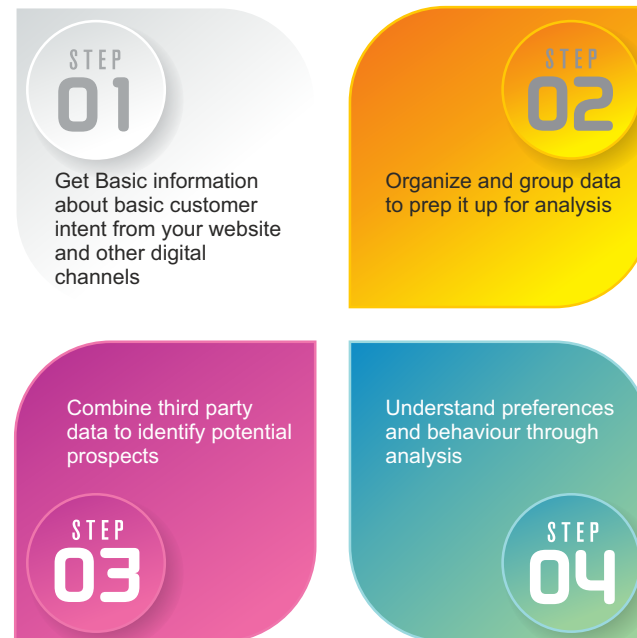 STEP
01
Get Basic information
about basic customer
intent from your website
and other digital
channels
STEP
02
Organize and group data
to prep it up for analysis
Combine third party
data to identify potential
prospects
STEP
03
Understand preferences
and behaviour through
analysis
STEP
04